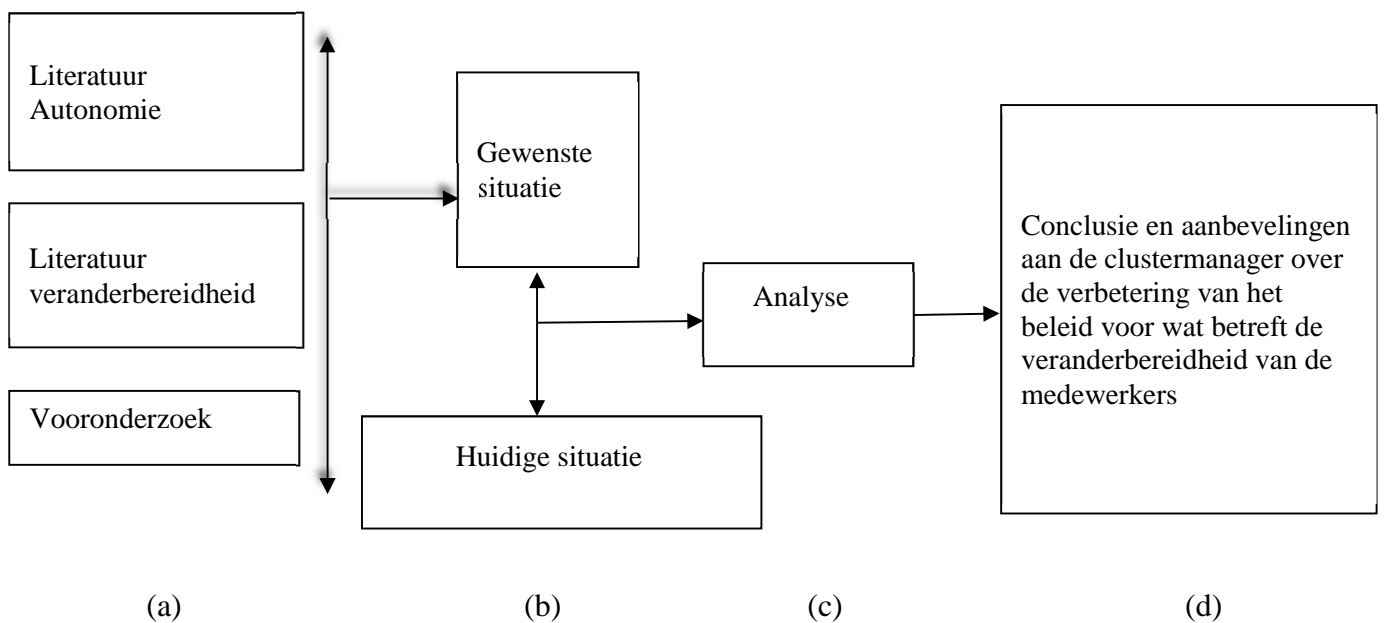 Literatuur
Autonomie
Literatuur
veranderbereidheid
Vooronderzoek
Gewenste
situatie
Huidige situatie
Analyse
Conclusie en aanbevelingen
aan de clustermanager over
de verbetering van het
beleid voor wat betreft de
veranderbereidheid van de
medewerkers
(a)
(b)
(c)
(d)